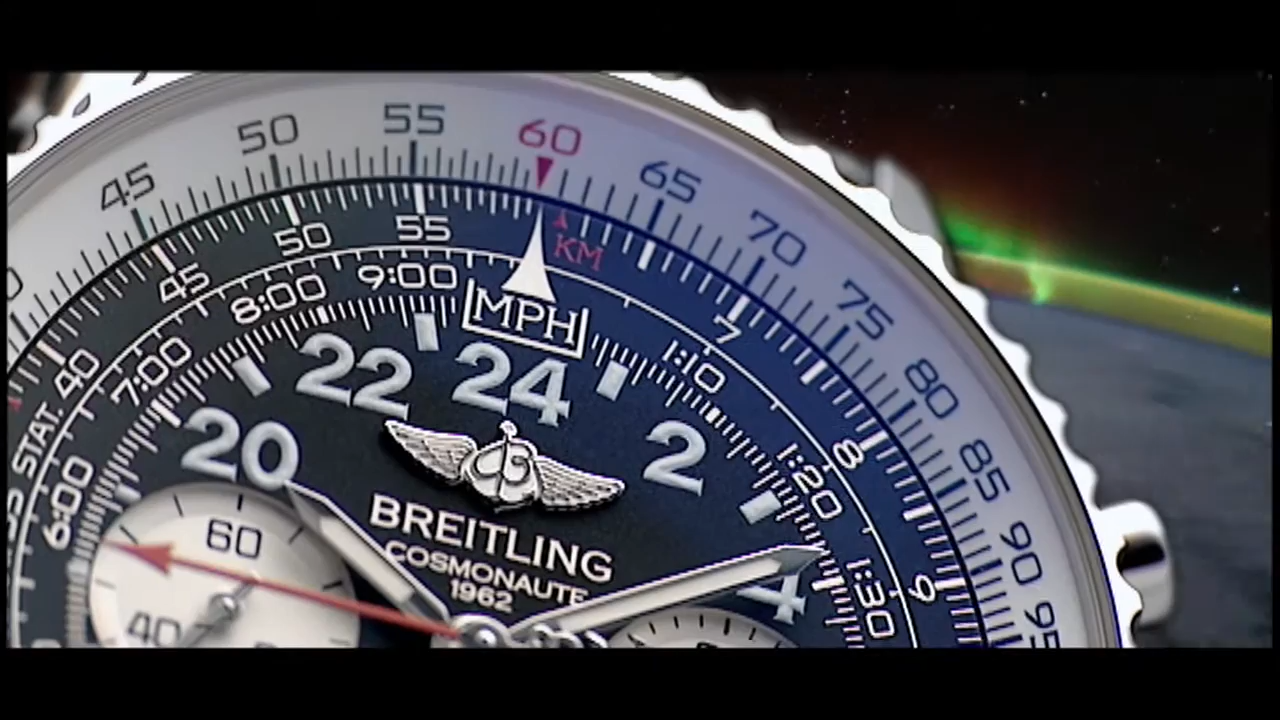 45 50 55 60 65 70 75 80 85 90 95
40 45 50 55 KM 7 8 9
STAT.
6:00 7:00 8:00 9:00 MPH 1:10 1:20 1:30
20 22 24 2 4
BREITLING
COSMONAUTE
1962
60
40